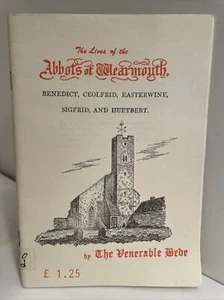 The Lives of the
Abbots of Wearmouth.
BENEDICT, CEOLFRID, EASTERWINE,
SIGFRID, AND HUETBERT.
by The Venerable Bede
£ 1.25